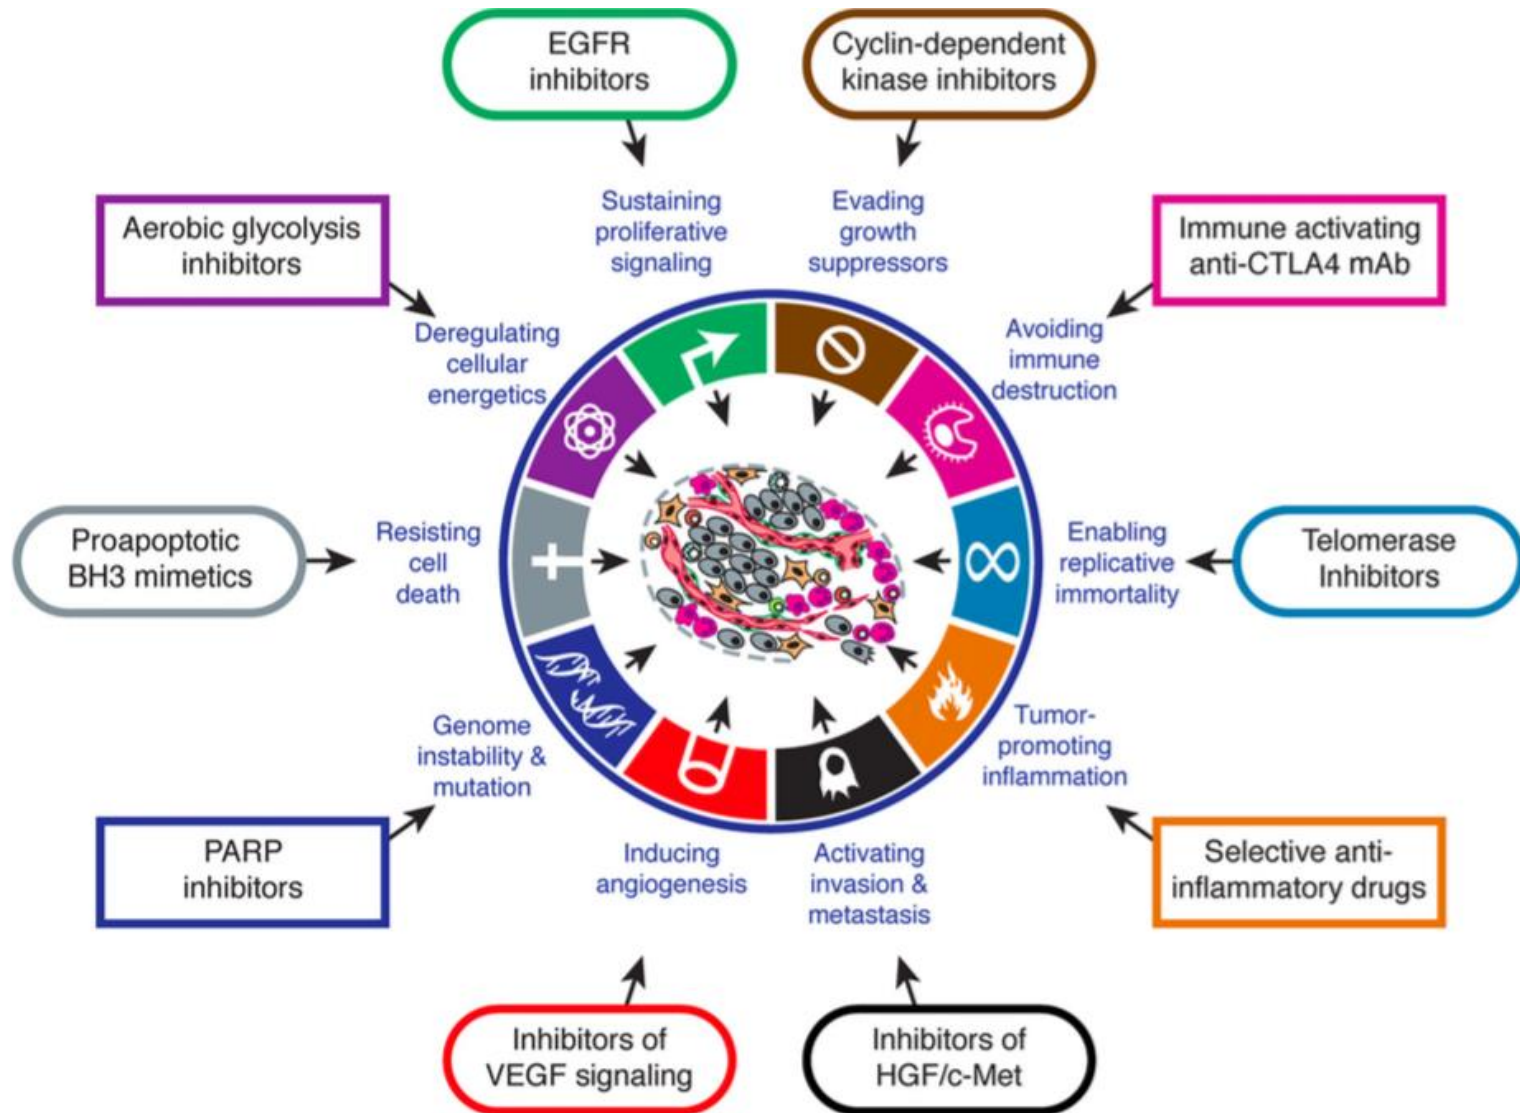 EGFR
inhibitors
Cyclin-dependent
kinase inhibitors
Sustaining
proliferative
signaling
Evading
growth
suppressors
Aerobic glycolysis
inhibitors
Immune activating
anti-CTLA4 mAb
Deregulating
cellular
energetics
Avoiding
immune
destruction
Proapoptotic
BH3 mimetics
Resisting
cell
death
Enabling
replicative
immortality
Telomerase
Inhibitors
Genome
instability &
mutation
Tumor-
promoting
inflammation
PARP
inhibitors
Inducing
angiogenesis
Activating
invasion &
metastasis
Selective anti-
inflammatory drugs
Inhibitors of
VEGF signaling
Inhibitors of
HGF/c-Met